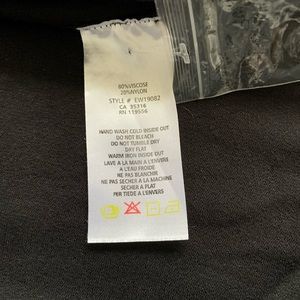 80%VISCOSE
20%NYLON
STYLE # EW19082
CA 35316
RN 119556
HAND WASH COLD INSIDE OUT
DO NOT BLEACH
DO NOT TUMBLE DRY
DRY FLAT
WARM IRON INSIDE OUT
LAVE A LA MAIN A L'ENVERS
A L'EAU FROIDE
NE PAS BLANCHIR
NE PAS SECHER A LA MACHINE
SECHER A PLAT
PER TIEDE A L'ENVERS